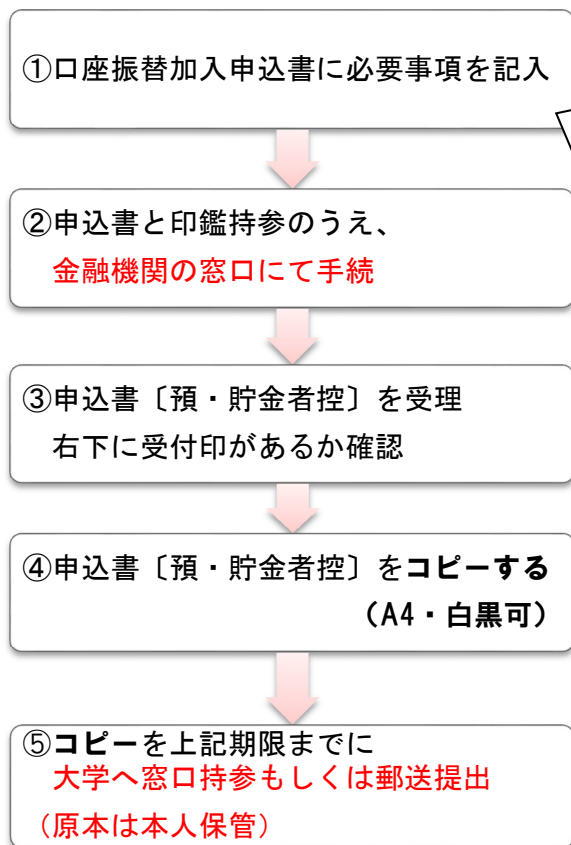 ①口座振替加入申込書に必要事項を記入
②申込書と印鑑持参のうえ、
金融機関の窓口にて手続
③申込書〔預・貯金者控〕を受理
右下に受付印があるか確認
④申込書〔預・貯金者控〕をコピーする
（A4・白黒可）
⑤コピーを上記期限までに
大学へ窓口持参もしくは郵送提出
（原本は本人保管）